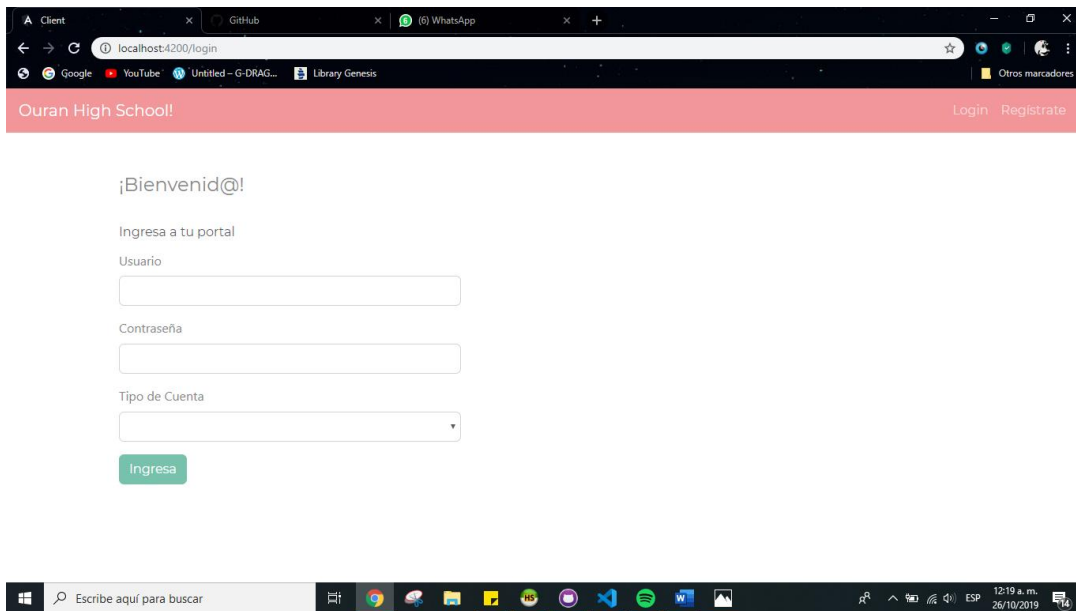 Client
GitHub
(6) WhatsApp
localhost:4200/login
Google
YouTube
Untitled – G-DRAG...
Library Genesis
Otros marcadores
Ouran High School!
Login
Regístrate
¡Bienvenid@!
Ingresa a tu portal
Usuario
Contraseña
Tipo de Cuenta
Ingresa
Escribe aquí para buscar
ESP
12:19 a. m.
26/10/2019
14